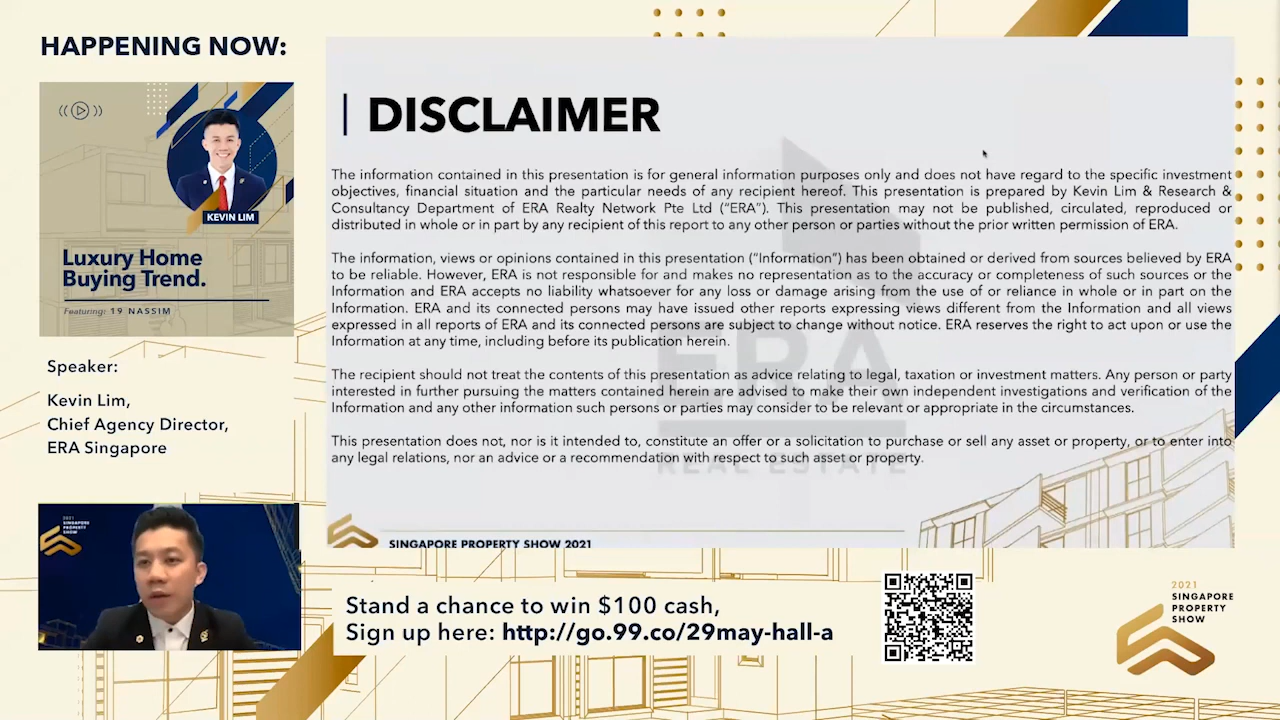 HAPPENING NOW:
KEVIN LIM
Luxury Home
Buying Trend.
Featuring: 19 NASSIM
Speaker:
Kevin Lim,
Chief Agency Director,
ERA Singapore
2021
SINGAPORE
PROPERTY
SHOW
DISCLAIMER
The information contained in this presentation is for general information purposes only and does not have regard to the specific investment
objectives, financial situation and the particular needs of any recipient hereof. This presentation is prepared by Kevin Lim & Research &
Consultancy Department of ERA Realty Network Pte Ltd (“ERA”). This presentation may not be published, circulated, reproduced or
distributed in whole or in part by any recipient of this report to any other person or parties without the prior written permission of ERA.
The information, views or opinions contained in this presentation (“Information”) has been obtained or derived from sources believed by ERA
to be reliable. However, ERA is not responsible for and makes no representation as to the accuracy or completeness of such sources or the
Information and ERA accepts no liability whatsoever for any loss or damage arising from the use of or reliance in whole or in part on the
Information. ERA and its connected persons may have issued other reports expressing views different from the Information and all views
expressed in all reports of ERA and its connected persons are subject to change without notice. ERA reserves the right to act upon or use the
Information at any time, including before its publication herein.
The recipient should not treat the contents of this presentation as advice relating to legal, taxation or investment matters. Any person or party
interested in further pursuing the matters contained herein are advised to make their own independent investigations and verification of the
Information and any other information such persons or parties may consider to be relevant or appropriate in the circumstances.
This presentation does not, nor is it intended to, constitute an offer or a solicitation to purchase or sell any asset or property, or to enter into
any legal relations, nor an advice or a recommendation with respect to such asset or property.
ERA
REAL ESTATE
SINGAPORE PROPERTY SHOW 2021
Stand a chance to win $100 cash,
Sign up here: http://go.99.co/29may-hall-a
2021
SINGAPORE
PROPERTY
SHOW